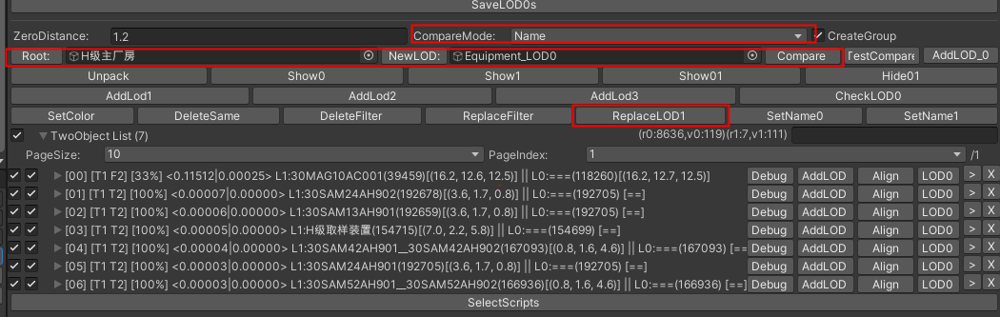 SaveLOD0s
ZeroDistance: 1.2 CompareMode: Name CreateGroup
Root: H级主厂房 NewLOD: Equipment_LOD0 Compare TestCompare AddLOD_0
Unpack Show0 Show1 Show01 Hide01
AddLod1 AddLod2 AddLod3 CheckLOD0
SetColor DeleteSame DeleteFilter ReplaceFilter ReplaceLOD1 SetName0 SetName1
TwoObject List (7) (r0:8636,v0:119)(r1:7,v1:111)
PageSize: 10 PageIndex: 1 /1
[00] [T1 F2] [33%] <0.11512|0.00025> L1:30MAG10AC001(39459)[(16.2, 12.6, 12.5)] || L0:===(118260)[(16.2, 12.7, 12.5) Debug AddLOD Align LOD0 > X
[01] [T1 T2] [100%] <0.00007|0.00000> L1:30SAM24AH902(192678)[(3.6, 1.7, 0.8)] || L0:===(192705) [==] Debug AddLOD Align LOD0 > X
[02] [T1 T2] [100%] <0.00006|0.00000> L1:30SAM13AH901(192659)[(3.6, 1.7, 0.8)] || L0:===(192705) [==] Debug AddLOD Align LOD0 > X
[03] [T1 T2] [100%] <0.00005|0.00000> L1:H级取样装置(154715)[(7.0, 2.2, 5.8)] || L0:===(154699) [==] Debug AddLOD Align LOD0 > X
[04] [T1 T2] [100%] <0.00004|0.00000> L1:30SAM42AH901__30SAM42AH902(167093)[(0.8, 1.6, 4.6)] || L0:===(167093) [== Debug AddLOD Align LOD0 > X
[05] [T1 T2] [100%] <0.00003|0.00000> L1:30SAM24AH901(192705)[(3.6, 1.7, 0.8)] || L0:===(192705) [==] Debug AddLOD Align LOD0 > X
[06] [T1 T2] [100%] <0.00003|0.00000> L1:30SAM52AH901__30SAM52AH902(166936)[(0.8, 1.6, 4.6)] || L0:===(166936) [==] Debug AddLOD Align LOD0 > X
SelectScripts